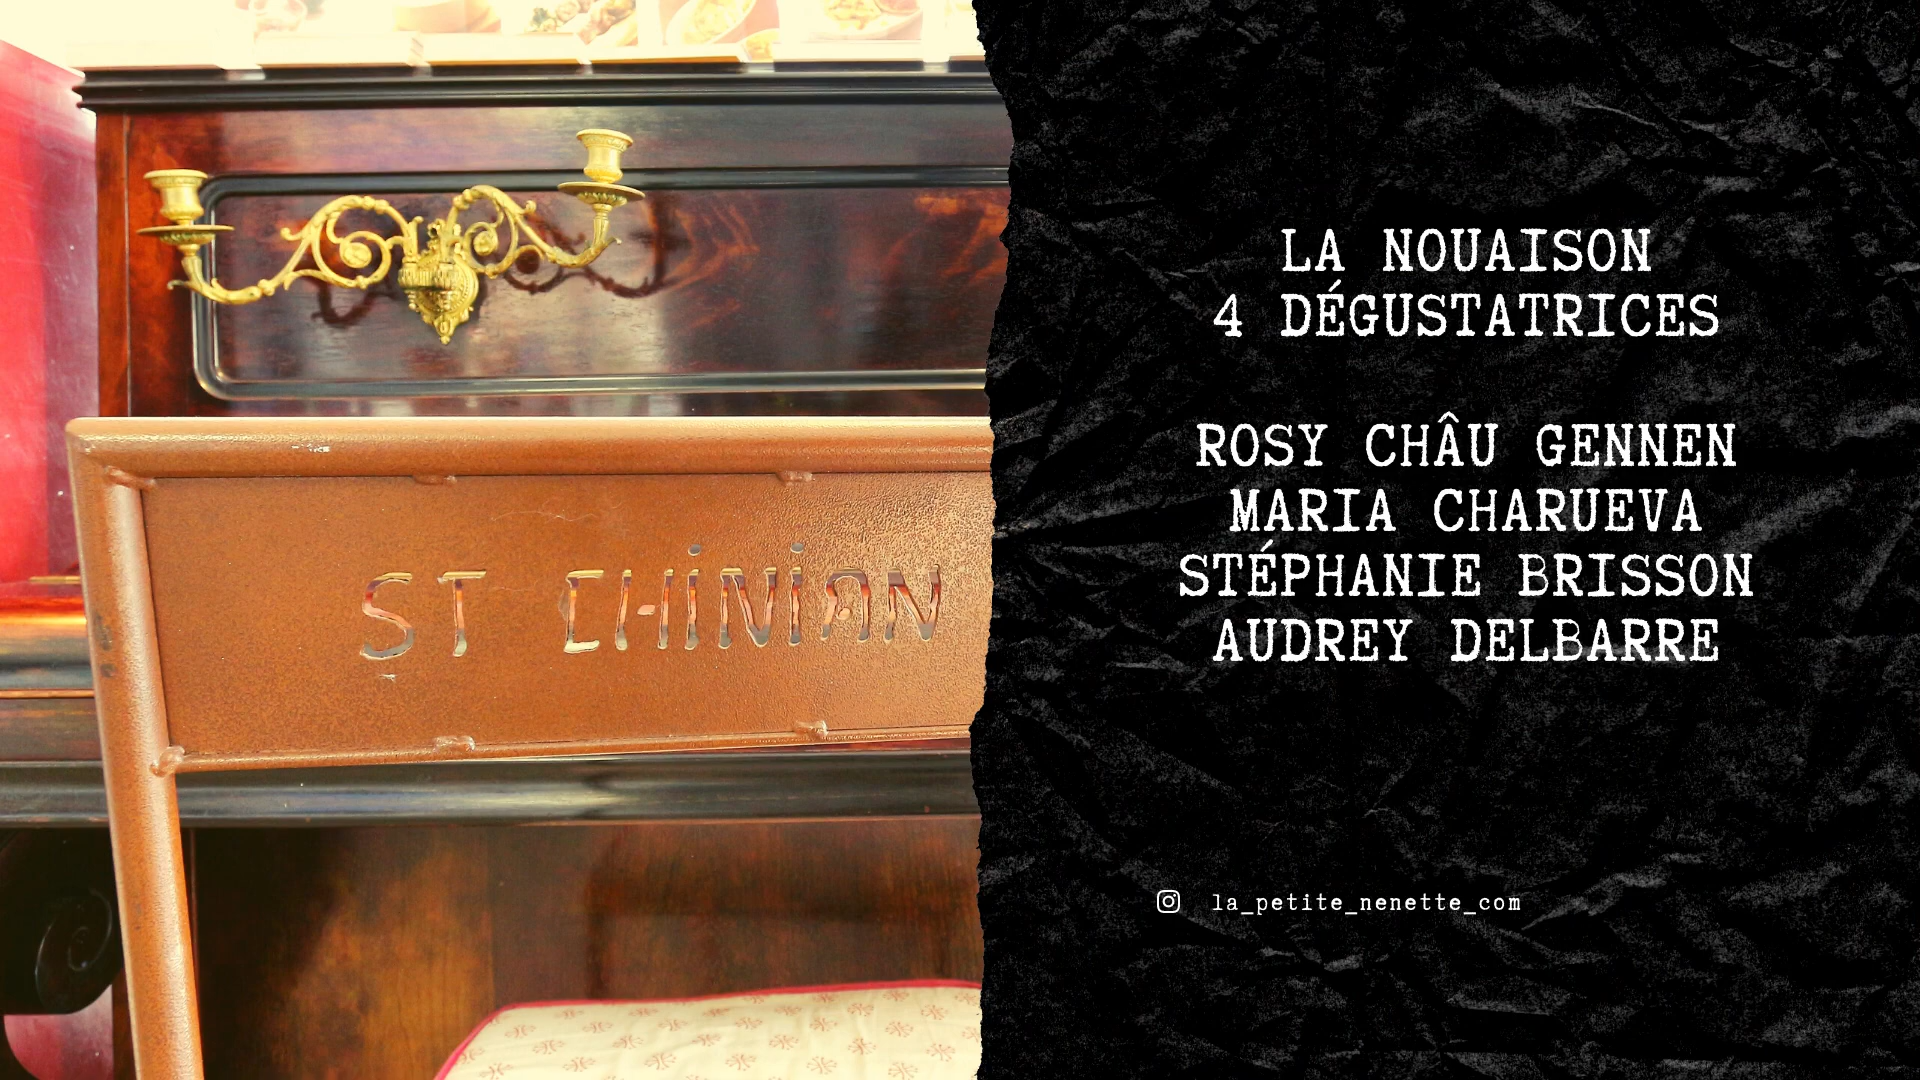 ST CHINIAN
LA NOUAISON
4 DÉGUSTATRICES
ROSY CHÂU GENNEN
MARIA CHARUEVA
STÉPHANIE BRISSON
AUDREY DELBARRE
la_petite_nenette_com